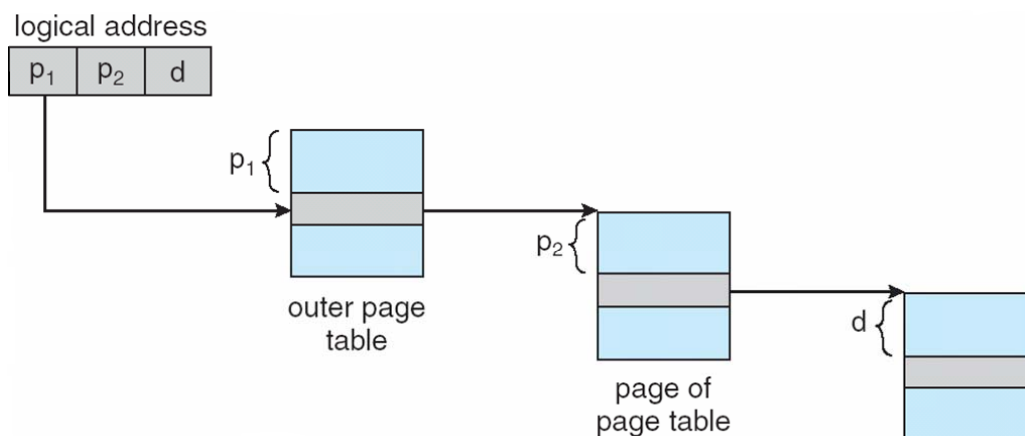 logical address
p₁ p₂ d
p₁
p₂
outer page
table
d
page of
page table